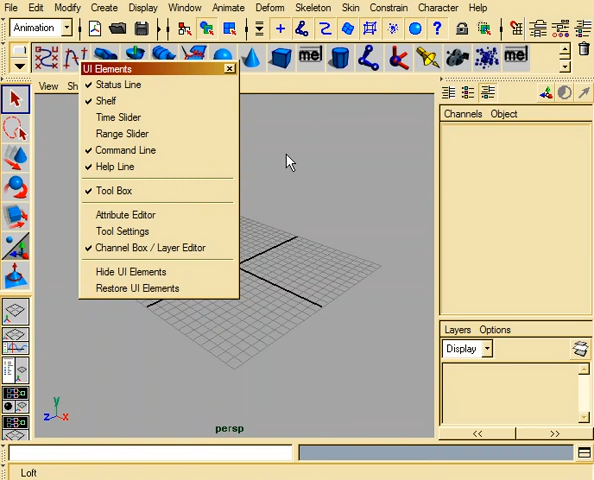 File Edit Modify Create Display Window Animate Deform Skeleton Skin Constrain Character Help
Animation
mel mel
UI Elements
View Sh
Status Line
Shelf
Time Slider
Range Slider
Command Line
Help Line
Tool Box
Attribute Editor
Tool Settings
Channel Box / Layer Editor
Hide UI Elements
Restore UI Elements
Channels Object
Layers Options
Display
y
z x
persp
<< >>
Loft